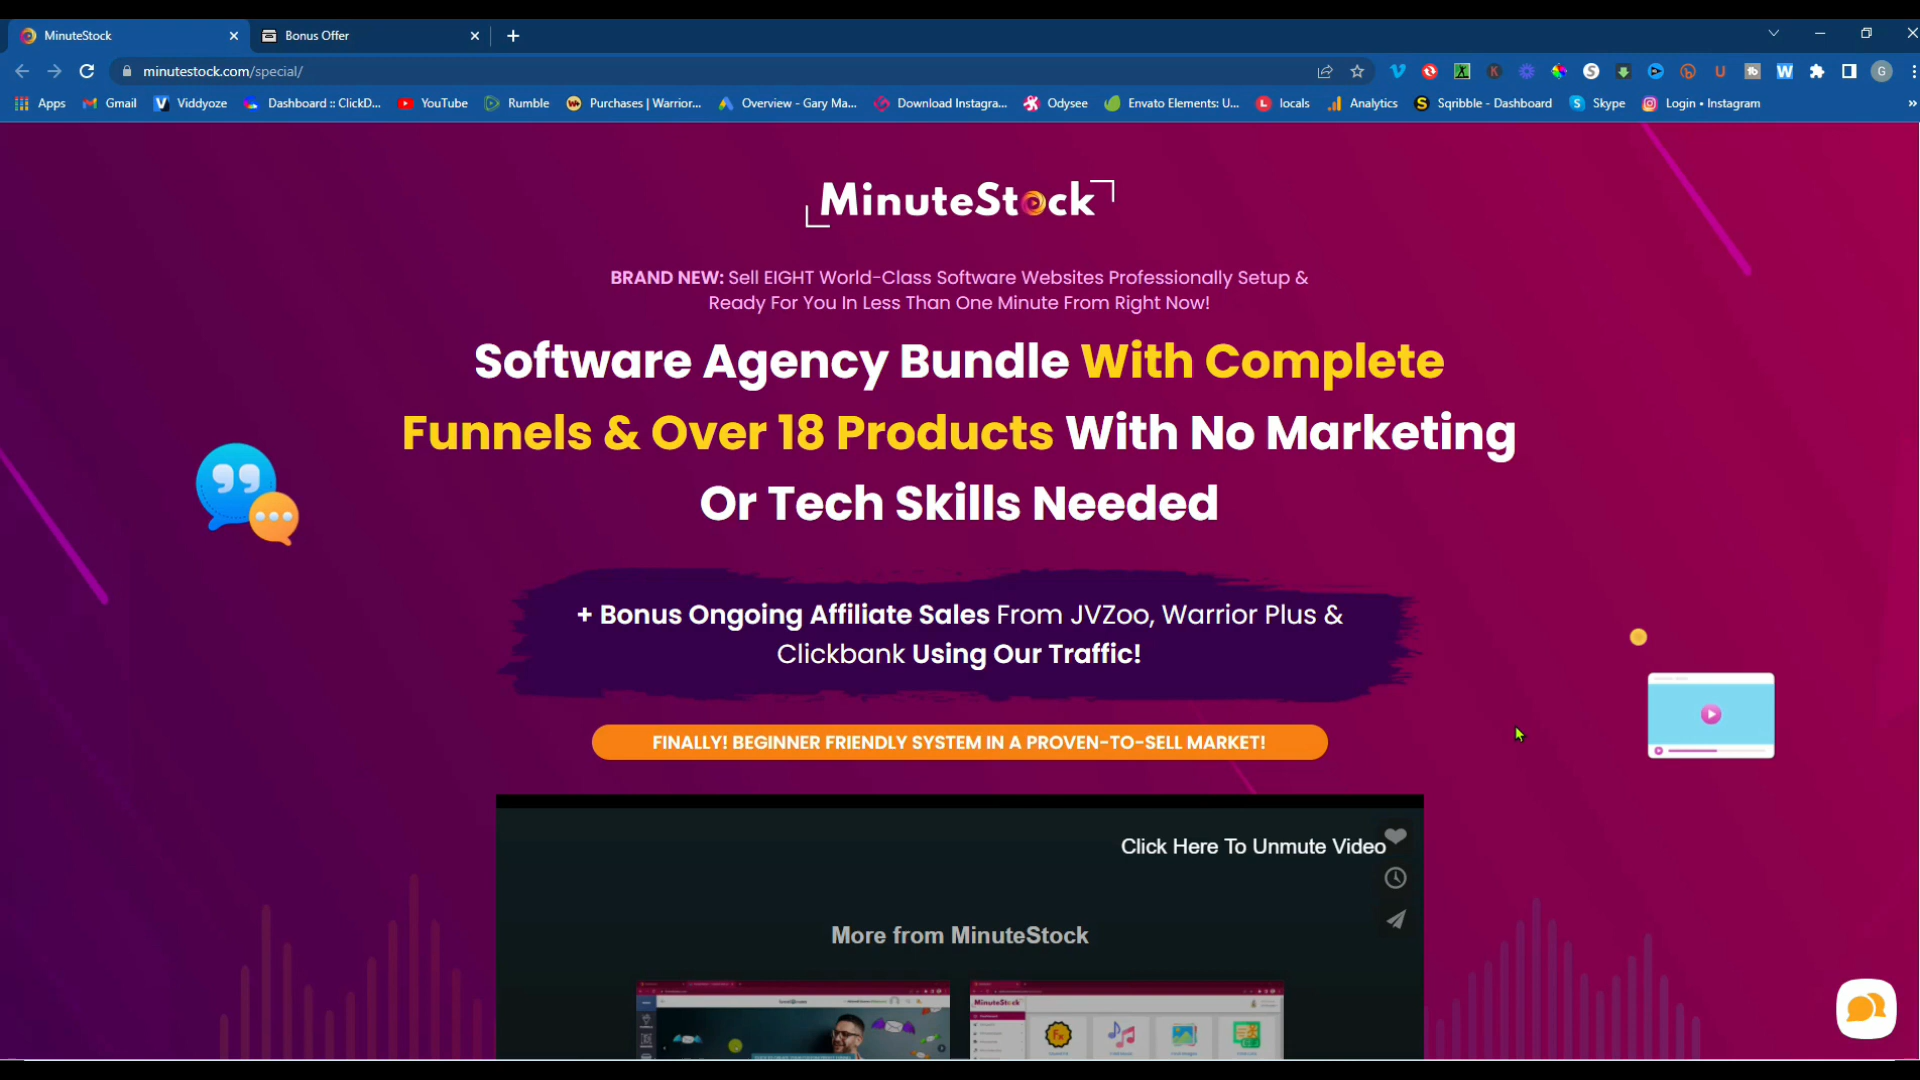 MinuteStock
Bonus Offer
minutestock.com/special/
Apps
Gmail
Viddyoze
Dashboard :: ClickD...
YouTube
Rumble
Purchases | Warrior...
Overview - Gary Ma...
Download Instagra...
Odysee
Envato Elements: U...
locals
Analytics
Sqribble - Dashboard
Skype
Login • Instagram
MinuteStock
BRAND NEW: Sell EIGHT World-Class Software Websites Professionally Setup &
Ready For You In Less Than One Minute From Right Now!
Software Agency Bundle With Complete
Funnels & Over 18 Products With No Marketing
Or Tech Skills Needed
+ Bonus Ongoing Affiliate Sales From JVZoo, Warrior Plus &
Clickbank Using Our Traffic!
FINALLY! BEGINNER FRIENDLY SYSTEM IN A PROVEN-TO-SELL MARKET!
Click Here To Unmute Video
More from MinuteStock
MinuteStock